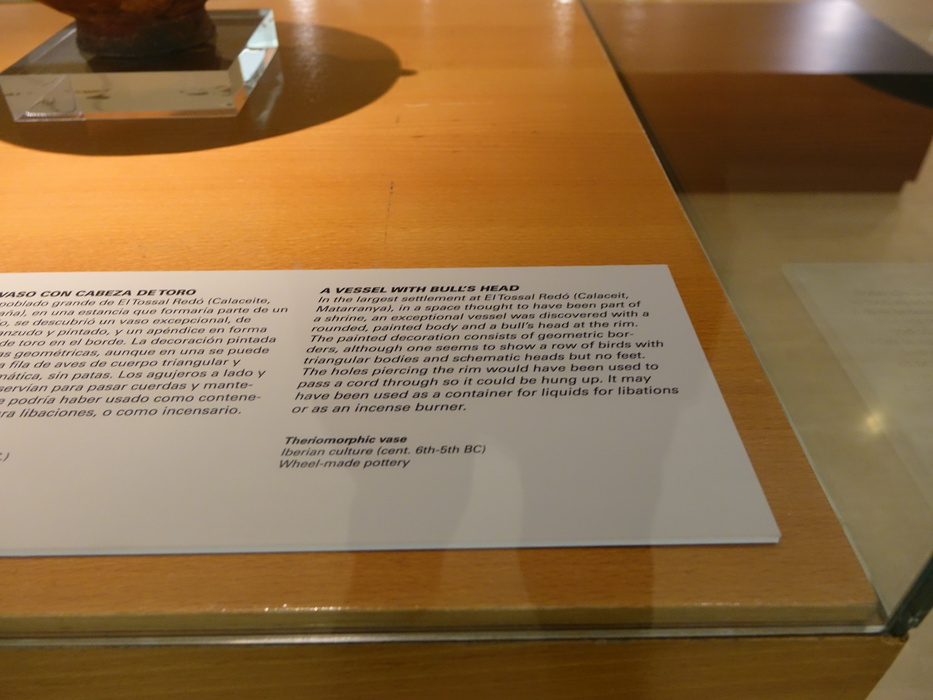 VASO CON CABEZA DE TORO
poblado grande de El Tossal Redó (Calaceite,
en una estancia que formaría parte de un
se descubrió un vaso excepcional, de
y pintado, y un apéndice en forma
de toro en el borde. La decoración pintada
geométricas, aunque en una se puede
fila de aves de cuerpo triangular y
sin patas. Los agujeros a lado y
servían para pasar cuerdas y mante-
podría haber usado como contene-
libaciones, o como incensario.
A VESSEL WITH BULL'S HEAD
In the largest settlement at El Tossal Redó (Calaceit,
Matarranya), in a space thought to have been part of
a shrine, an exceptional vessel was discovered with a
rounded, painted body and a bull's head at the rim.
The painted decoration consists of geometric bor-
ders, although one seems to show a row of birds with
triangular bodies and schematic heads but no feet.
The holes piercing the rim would have been used to
pass a cord through so it could be hung up. It may
have been used as a container for liquids for libations
or as an incense burner.
Theriomorphic vase
Iberian culture (cent. 6th-5th BC)
Wheel-made pottery